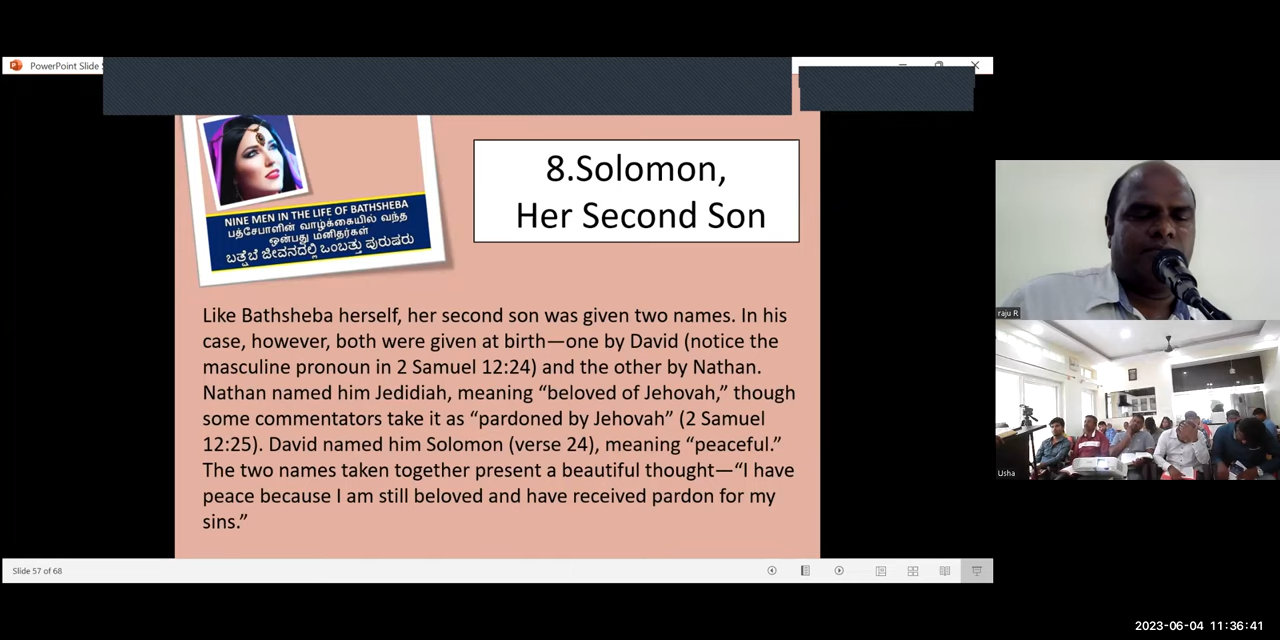 PowerPoint Slide S
NINE MEN IN THE LIFE OF BATHSHEBA
பத்சேபாளின் வாழ்க்கையில் வந்த
ஒன்பது மனிதர்கள்
ಬತ್ಷೆಬೆ ಜೀವನದಲ್ಲಿ ಒಂಬತ್ತು ಪುರುಷರು
8.Solomon,
Her Second Son
Like Bathsheba herself, her second son was given two names. In his
case, however, both were given at birth—one by David (notice the
masculine pronoun in 2 Samuel 12:24) and the other by Nathan.
Nathan named him Jedidiah, meaning “beloved of Jehovah,” though
some commentators take it as “pardoned by Jehovah” (2 Samuel
12:25). David named him Solomon (verse 24), meaning “peaceful.”
The two names taken together present a beautiful thought—“I have
peace because I am still beloved and have received pardon for my
sins.”
Slide 57 of 68
raju R
Usha
2023-06-04 11:36:41